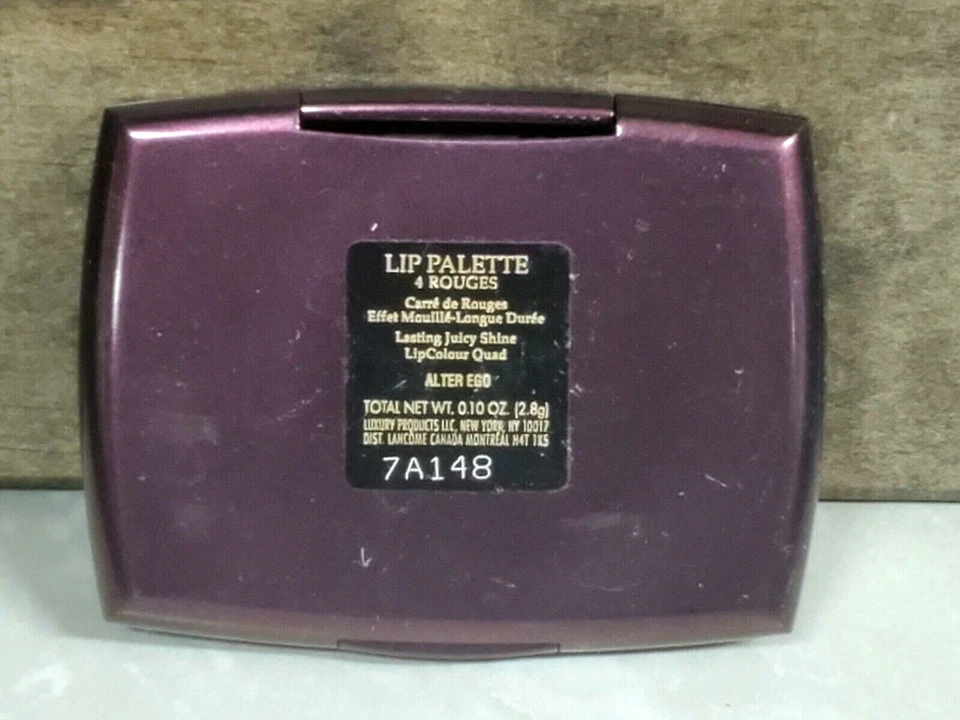 LIP PALETTE
4 ROUGES
Carré de Rouges
Effet Mouillé-Longue Durée
Lasting Juicy Shine
LipColour Quad
ALTER EGO
TOTAL NET WT. 0.10 OZ. (2.8g)
LUXURY PRODUCTS LLC, NEW YORK, NY 10017
DIST. LANCÔME CANADA MONTRÉAL H4T 1K5
7A148